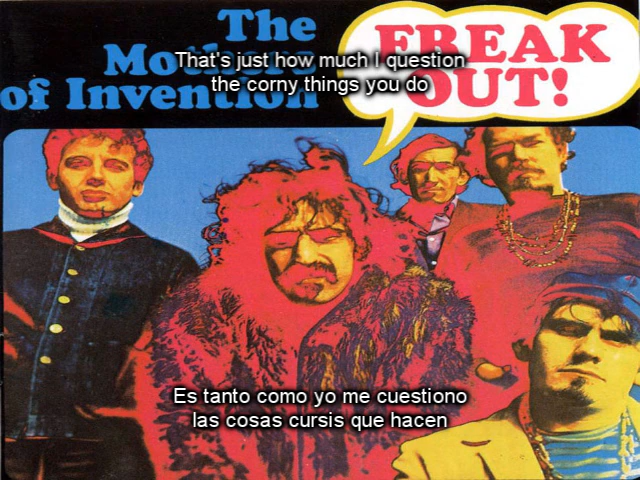 The
Mothers
of Invention
FREAK
OUT!
That's just how much I question
the corny things you do
Es tanto como yo me cuestiono
las cosas cursis que hacen